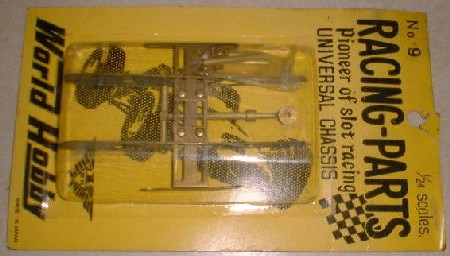 No 9
RACING-PARTS
Pioneer of slot racing
UNIVERSAL CHASSIS
1/24 scales.
World Hobby